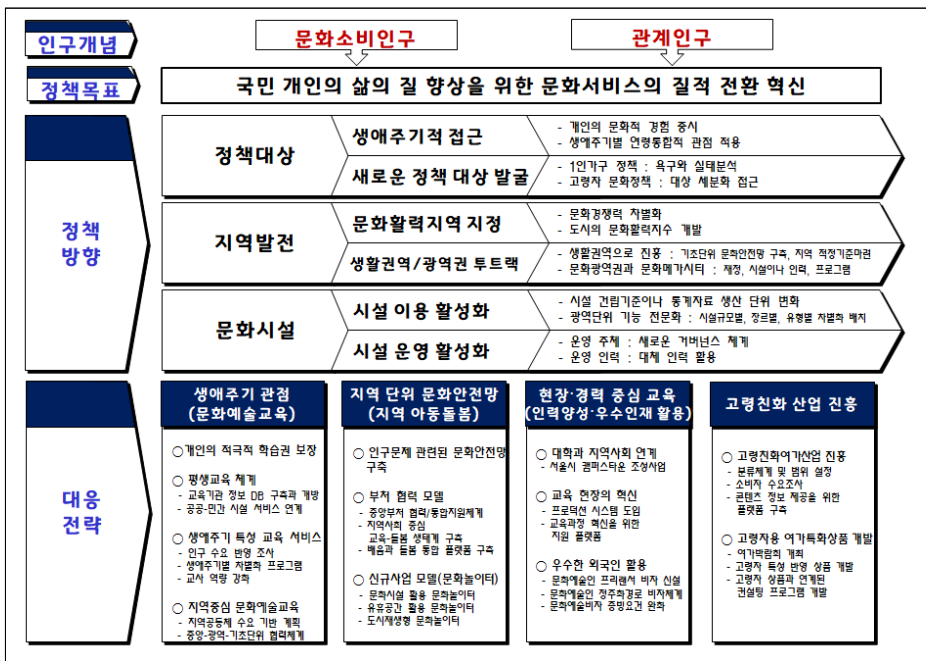 인구개념
문화소비인구
관계인구
정책목표
국민 개인의 삶의 질 향상을 위한 문화서비스의 질적 전환 혁신
정책
방향
정책대상
생애주기적 접근
- 개인의 문화적 경험 중시
- 생애주기별 연령통합적 관점 적용
새로운 정책 대상 발굴
- 1인가구 정책 : 욕구와 실태분석
- 고령자 문화정책 : 대상 세분화 접근
지역발전
문화활력지역 지정
- 문화경쟁력 차별화
- 도시의 문화활력지수 개발
생활권역/광역권 투트랙
- 생활권역으로 진흥 : 기초단위 문화안전망 구축, 지역 적정기준마련
- 문화광역권과 문화메가시티 : 재정, 시설이나 인력, 프로그램
문화시설
시설 이용 활성화
- 시설 건립기준이나 통계자료 생산 단위 변화
- 광역단위 기능 전문화 : 시설규모별, 장르별, 유형별 차별화 배치
시설 운영 활성화
- 운영 주체 : 새로운 거버넌스 체계
- 운영 인력 : 대체 인력 활용
대응
전략
생애주기 관점
(문화예술교육)
○개인의 적극적 학습권 보장
○ 평생교육 체계
- 교육기관 정보 DB 구축과 개방
- 공공-민간 시설 서비스 연계
○ 생애주기 특성 교육 서비스
- 인구 수요 반영 조사
- 생애주기별 차별화 프로그램
- 교사 역량 강화
○ 지역중심 문화예술교육
- 지역공동체 수요 기반 계획
- 중앙-광역-기초단위 협력체계
지역 단위 문화안전망
(지역 아동돌봄)
○ 인구문제 관련된 문화안전망
구축
○ 부처 협력 모델
- 중앙부처 협력/통합지원체계
- 지역사회 중심
교육-돌봄 생태계 구축
- 배움과 돌봄 통합 플랫폼 구축
○ 신규사업 모델(문화놀이터)
- 문화시설 활용 문화놀이터
- 유휴공간 활용 문화놀이터
- 도시재생형 문화놀이터
현장·경력 중심 교육
(인력양성·우수인재 활용)
○ 대학과 지역사회 연계
- 서울시 캠퍼스타운 조성사업
○ 교육 현장의 혁신
- 프로덕션 시스템 도입
- 교육과정 혁신을 위한
지원 플랫폼
○ 우수한 외국인 활용
- 문화예술인 프리랜서 비자 신설
- 문화예술인 정주화경로 비자체계
- 문화예술비자 증빙요건 완화
고령친화 산업 진흥
○ 고령친화여가산업 진흥
- 분류체계 및 범위 설정
- 소비자 수요조사
- 콘텐츠 정보 제공을 위한
플랫폼 구축
○ 고령자용 여가특화상품 개발
- 여가박람회 개최
- 고령자 특성 반영 상품 개발
- 고령자 상품과 연계된
컨설팅 프로그램 개발